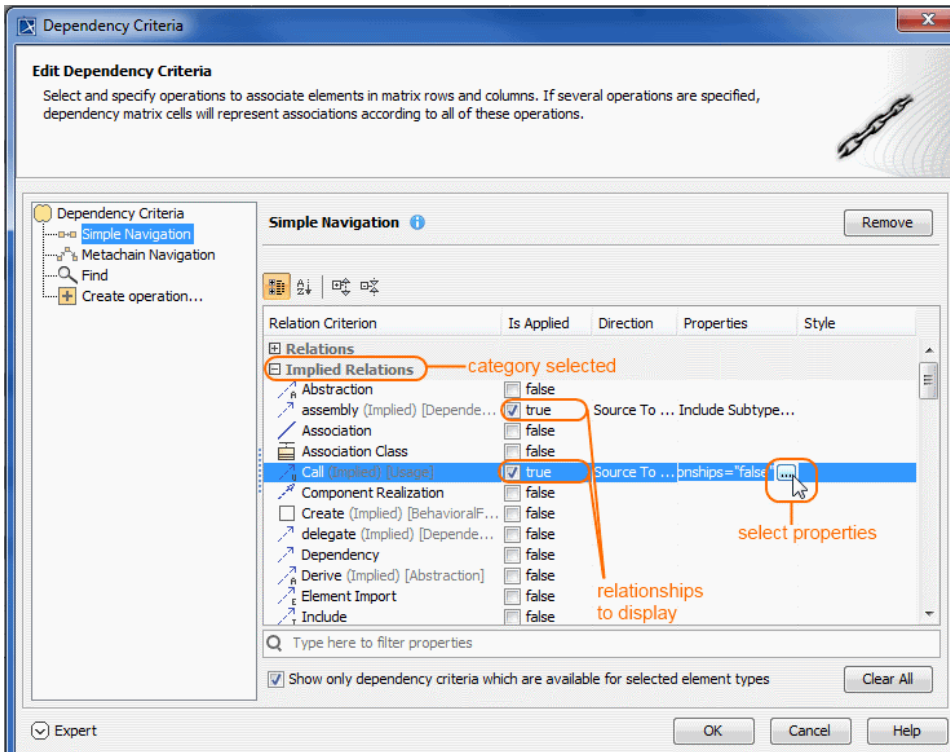 Dependency Criteria
Edit Dependency Criteria
Select and specify operations to associate elements in matrix rows and columns. If several operations are specified,
dependency matrix cells will represent associations according to all of these operations.
Dependency Criteria
Simple Navigation
Metachain Navigation
Find
Create operation...
Simple Navigation
Remove
Relation Criterion Is Applied Direction Properties Style
Relations
Implied Relations
category selected
Abstraction false
assembly (Implied) [Depende... true Source To ... Include Subtype...
Association false
Association Class false
Call (Implied) [Usage] true Source To ... onships="false" ...
Component Realization false
Create (Implied) [BehavioralF... false
delegate (Implied) [Depende... false
select properties
Dependency false
Derive (Implied) [Abstraction] false
Element Import false
relationships
to display
Include false
Type here to filter properties
Show only dependency criteria which are available for selected element types
Clear All
Expert
OK Cancel Help